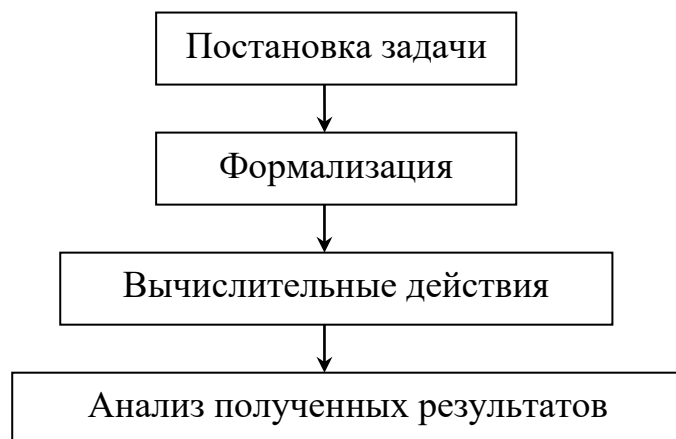 Постановка задачи
Формализация
Вычислительные действия
Анализ полученных результатов